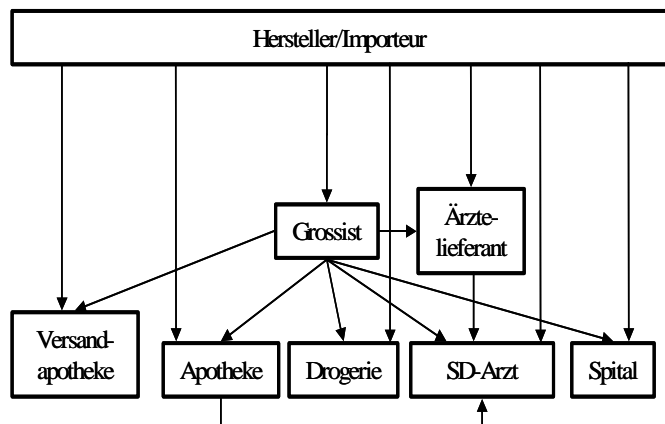 Hersteller/Importeur
Grossist
Ärzte-
lieferant
Versand-
apotheke
Apotheke
Drogerie
SD-Arzt
Spital